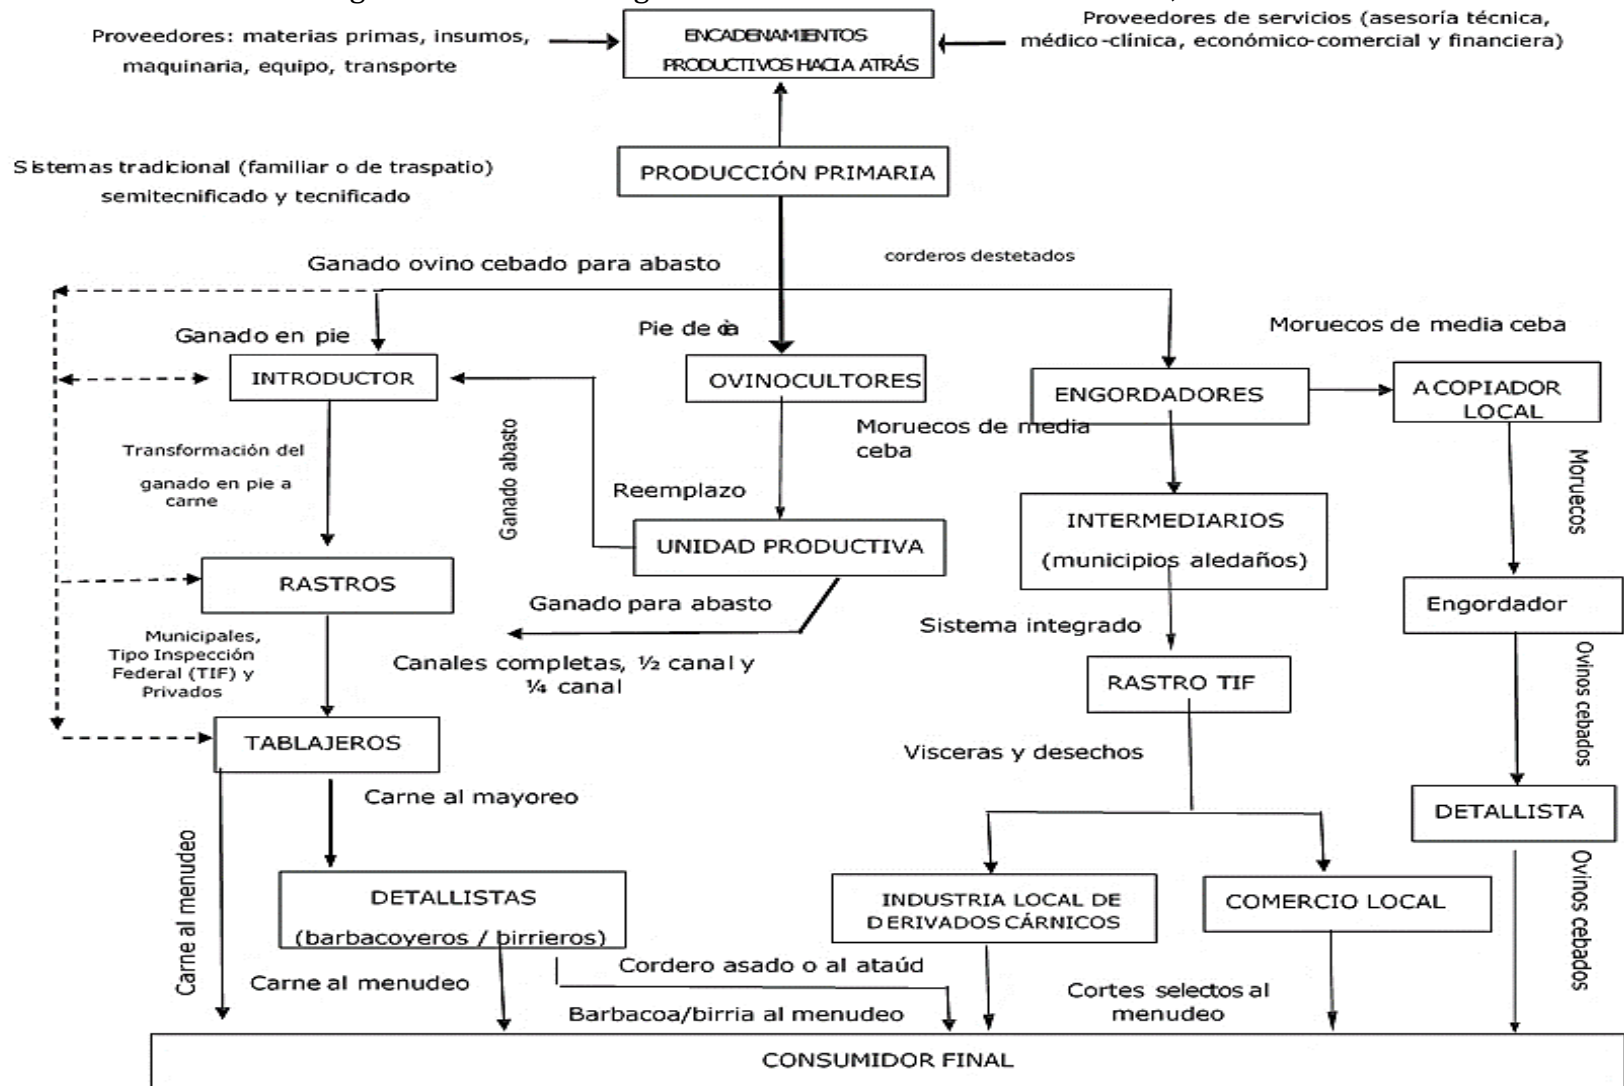 Proveedores: materias primas, insumos,
maquinaria, equipo, transporte
ENCADENAMIENTOS
PRODUCTIVOS HACIA ATRÁS
Proveedores de servicios (asesoría técnica,
médico-clínica, económico-comercial y financiera)
Sistemas tradicional (familiar o de traspatio)
semitecnificado y tecnificado
PRODUCCIÓN PRIMARIA
Ganado ovino cebado para abasto
corderos destetados
Ganado en pie
Pie de
Moruecos de media ceba
INTRODUCTOR
OVINOCULTORES
ENGORDADORES
ACOPIADOR
LOCAL
Moruecos de media
ceba
Transformación del
ganado en pie a
carne
Ganado abasto
Reemplazo
Moruecos
INTERMEDIARIOS
(municipios aledaños)
UNIDAD PRODUCTIVA
RASTROS
Ganado para abasto
Engordador
Sistema integrado
Municipales,
Tipo Inspección
Federal (TIF) y
Privados
Canales completas, ½ canal y
¼ canal
RASTRO TIF
Ovinos cebados
TABLAJEROS
Visceras y desechos
Carne al mayoreo
DETALLISTA
Carne al menudeo
DETALLISTAS
(barbacoyeros / birrieros)
INDUSTRIA LOCAL DE
DERIVADOS CÁRNICOS
COMERCIO LOCAL
Ovinos cebados
Carne al menudeo
Cordero asado o al ataúd
Barbacoa/birria al menudeo
Cortes selectos al
menudeo
CONSUMIDOR FINAL